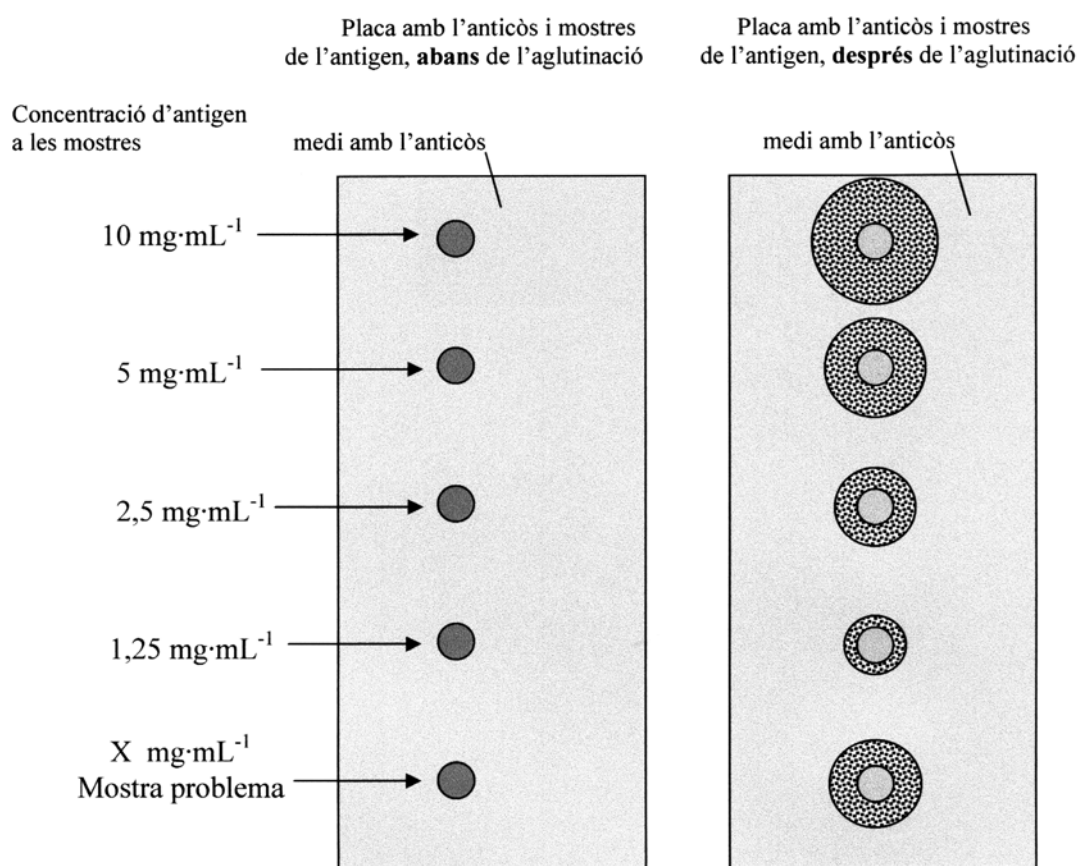 Placa amb l'anticòs i mostres
de l'antigen, abans de l'aglutinació
Placa amb l'anticòs i mostres
de l'antigen, després de l'aglutinació
Concentració d'antigen
a les mostres
medi amb l'anticòs
medi amb l'anticòs
10 mg·mL⁻¹
5 mg·mL⁻¹
2,5 mg·mL⁻¹
1,25 mg·mL⁻¹
X mg·mL⁻¹
Mostra problema